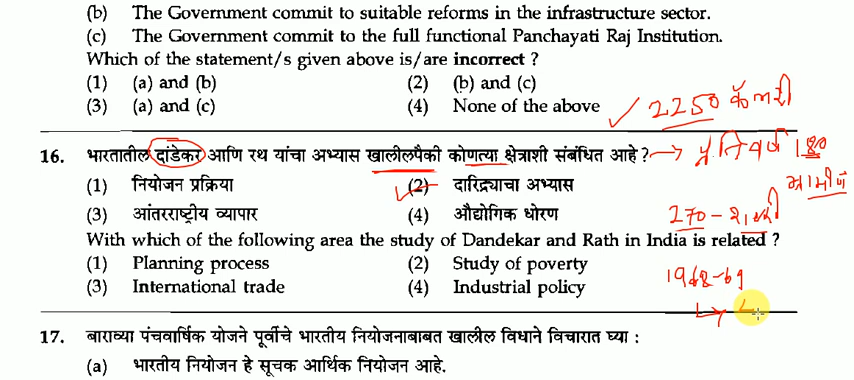 (b) The Government commit to suitable reforms in the infrastructure sector.
(c) The Government commit to the full functional Panchayati Raj Institution.
Which of the statement/s given above is/are incorrect ?
(1) (a) and (b) (2) (b) and (c)
(3) (a) and (c) (4) None of the above
2250 कॅलरी
16. भारतातील दांडेकर आणि रथ यांचा अभ्यास खालीलपैकी कोणत्या क्षेत्राशी संबंधित आहे ?
प्रतिवर्ष 180
(1) नियोजन प्रक्रिया (2) दारिद्र्याचा अभ्यास
ग्रामीण
(3) आंतरराष्ट्रीय व्यापार (4) औद्योगिक धोरण
270 - शहरी
With which of the following area the study of Dandekar and Rath in India is related ?
(1) Planning process (2) Study of poverty
1968-69
(3) International trade (4) Industrial policy
17. बाराव्या पंचवार्षिक योजने पूर्वीचे भारतीय नियोजनाबाबत खालील विधाने विचारात घ्या :
(a) भारतीय नियोजन हे सूचक आर्थिक नियोजन आहे.